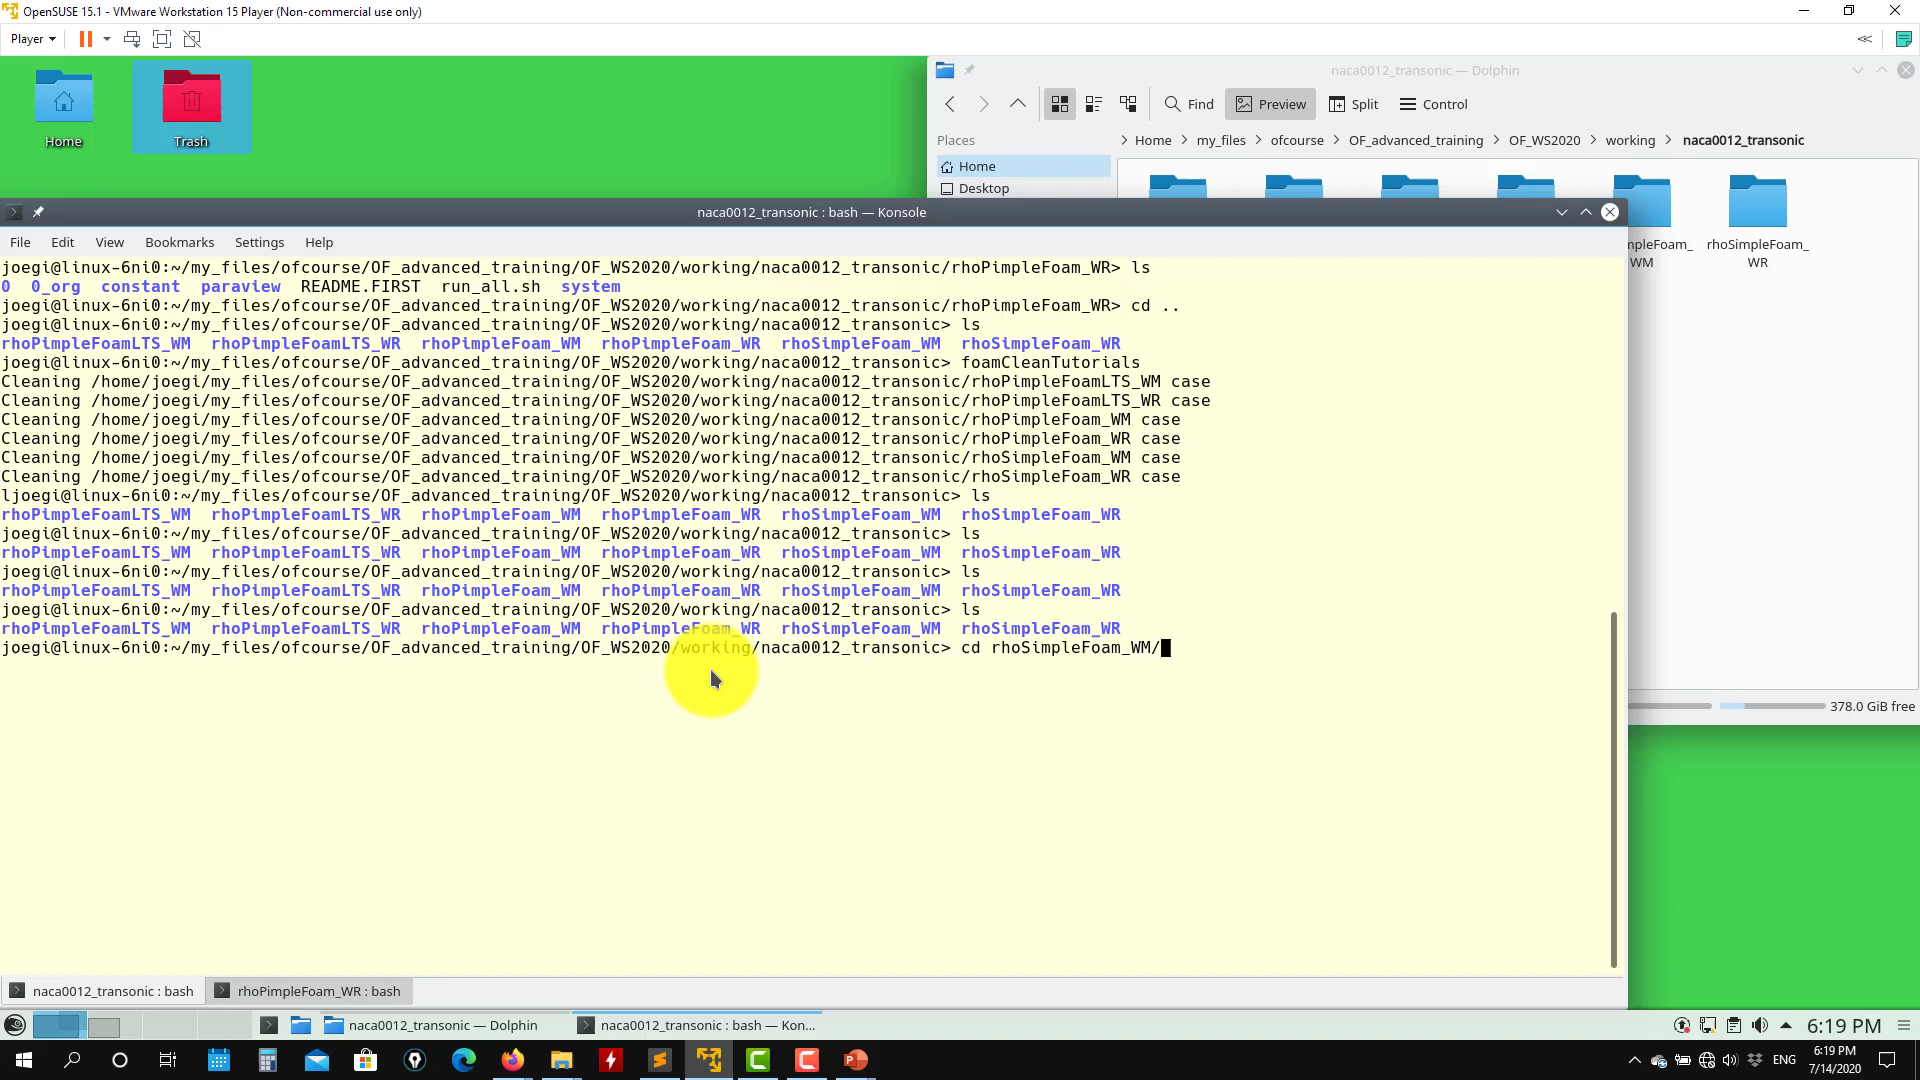 OpenSUSE 15.1 - VMware Workstation 15 Player (Non-commercial use only)
Player
naca0012_transonic — Dolphin
Find Preview Split Control
Places
Home my_files ofcourse OF_advanced_training OF_WS2020 working naca0012_transonic
Home
Desktop
Home
Trash
mpleFoam_
WM
rhoSimpleFoam_
WR
naca0012_transonic : bash — Konsole
File Edit View Bookmarks Settings Help
joegi@linux-6ni0:~/my_files/ofcourse/OF_advanced_training/OF_WS2020/working/naca0012_transonic/rhoPimpleFoam_WR> ls
0 0_org constant paraview README.FIRST run_all.sh system
joegi@linux-6ni0:~/my_files/ofcourse/OF_advanced_training/OF_WS2020/working/naca0012_transonic/rhoPimpleFoam_WR> cd ..
joegi@linux-6ni0:~/my_files/ofcourse/OF_advanced_training/OF_WS2020/working/naca0012_transonic> ls
rhoPimpleFoamLTS_WM rhoPimpleFoamLTS_WR rhoPimpleFoam_WM rhoPimpleFoam_WR rhoSimpleFoam_WM rhoSimpleFoam_WR
joegi@linux-6ni0:~/my_files/ofcourse/OF_advanced_training/OF_WS2020/working/naca0012_transonic> foamCleanTutorials
Cleaning /home/joegi/my_files/ofcourse/OF_advanced_training/OF_WS2020/working/naca0012_transonic/rhoPimpleFoamLTS_WM case
Cleaning /home/joegi/my_files/ofcourse/OF_advanced_training/OF_WS2020/working/naca0012_transonic/rhoPimpleFoamLTS_WR case
Cleaning /home/joegi/my_files/ofcourse/OF_advanced_training/OF_WS2020/working/naca0012_transonic/rhoPimpleFoam_WM case
Cleaning /home/joegi/my_files/ofcourse/OF_advanced_training/OF_WS2020/working/naca0012_transonic/rhoPimpleFoam_WR case
Cleaning /home/joegi/my_files/ofcourse/OF_advanced_training/OF_WS2020/working/naca0012_transonic/rhoSimpleFoam_WM case
Cleaning /home/joegi/my_files/ofcourse/OF_advanced_training/OF_WS2020/working/naca0012_transonic/rhoSimpleFoam_WR case
ljoegi@linux-6ni0:~/my_files/ofcourse/OF_advanced_training/OF_WS2020/working/naca0012_transonic> ls
rhoPimpleFoamLTS_WM rhoPimpleFoamLTS_WR rhoPimpleFoam_WM rhoPimpleFoam_WR rhoSimpleFoam_WM rhoSimpleFoam_WR
joegi@linux-6ni0:~/my_files/ofcourse/OF_advanced_training/OF_WS2020/working/naca0012_transonic> ls
rhoPimpleFoamLTS_WM rhoPimpleFoamLTS_WR rhoPimpleFoam_WM rhoPimpleFoam_WR rhoSimpleFoam_WM rhoSimpleFoam_WR
joegi@linux-6ni0:~/my_files/ofcourse/OF_advanced_training/OF_WS2020/working/naca0012_transonic> ls
rhoPimpleFoamLTS_WM rhoPimpleFoamLTS_WR rhoPimpleFoam_WM rhoPimpleFoam_WR rhoSimpleFoam_WM rhoSimpleFoam_WR
joegi@linux-6ni0:~/my_files/ofcourse/OF_advanced_training/OF_WS2020/working/naca0012_transonic> ls
rhoPimpleFoamLTS_WM rhoPimpleFoamLTS_WR rhoPimpleFoam_WM rhoPimpleFoam_WR rhoSimpleFoam_WM rhoSimpleFoam_WR
joegi@linux-6ni0:~/my_files/ofcourse/OF_advanced_training/OF_WS2020/working/naca0012_transonic> cd rhoSimpleFoam_WM/
378.0 GiB free
naca0012_transonic : bash rhoPimpleFoam_WR : bash
naca0012_transonic — Dolphin naca0012_transonic : bash — Kon... 6:19 PM
ENG 6:19 PM
7/14/2020